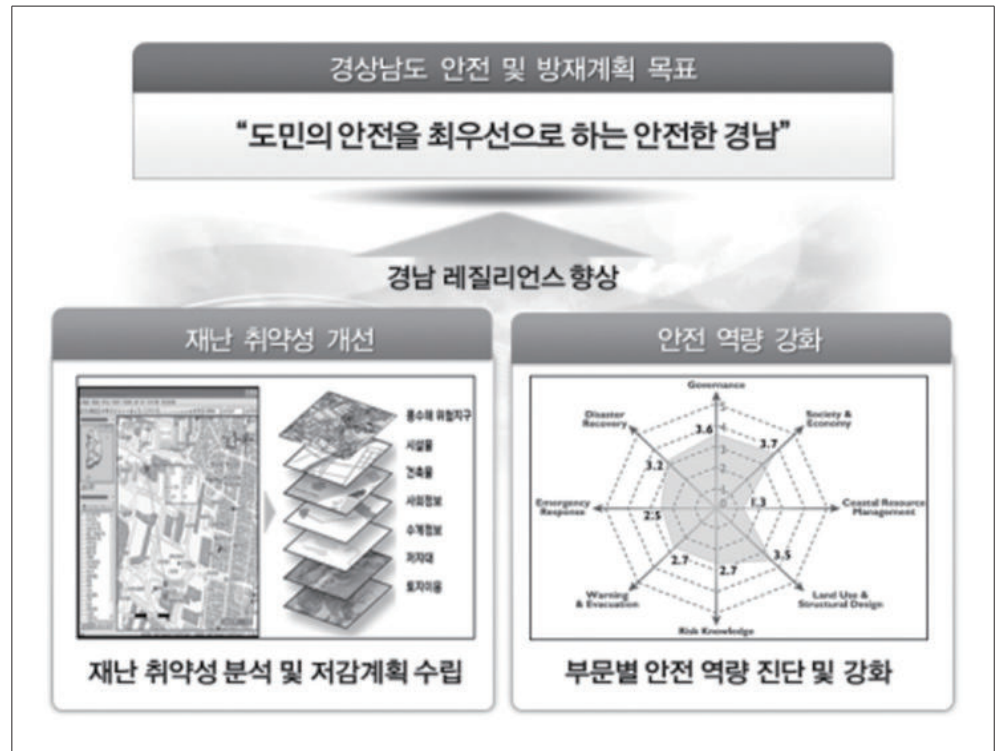 경상남도 안전 및 방재계획 목표
“도민의 안전을 최우선으로 하는 안전한 경남”
경남 레질리언스 향상
재난 취약성 개선
풍수해 위험지구
시설물
건축물
사회정보
수계정보
저지대
토지이용
재난 취약성 분석 및 저감계획 수립
안전 역량 강화
Governance
Disaster
Recovery
Society &
Economy
5
4
3.6
3.7
3
3.2
2
1
0
1.3
Emergency
Response
Coastal Resource
Management
2.5
3.5
2.7
2.7
Warning
& Evacuation
Land Use &
Structural Design
Risk Knowledge
부문별 안전 역량 진단 및 강화